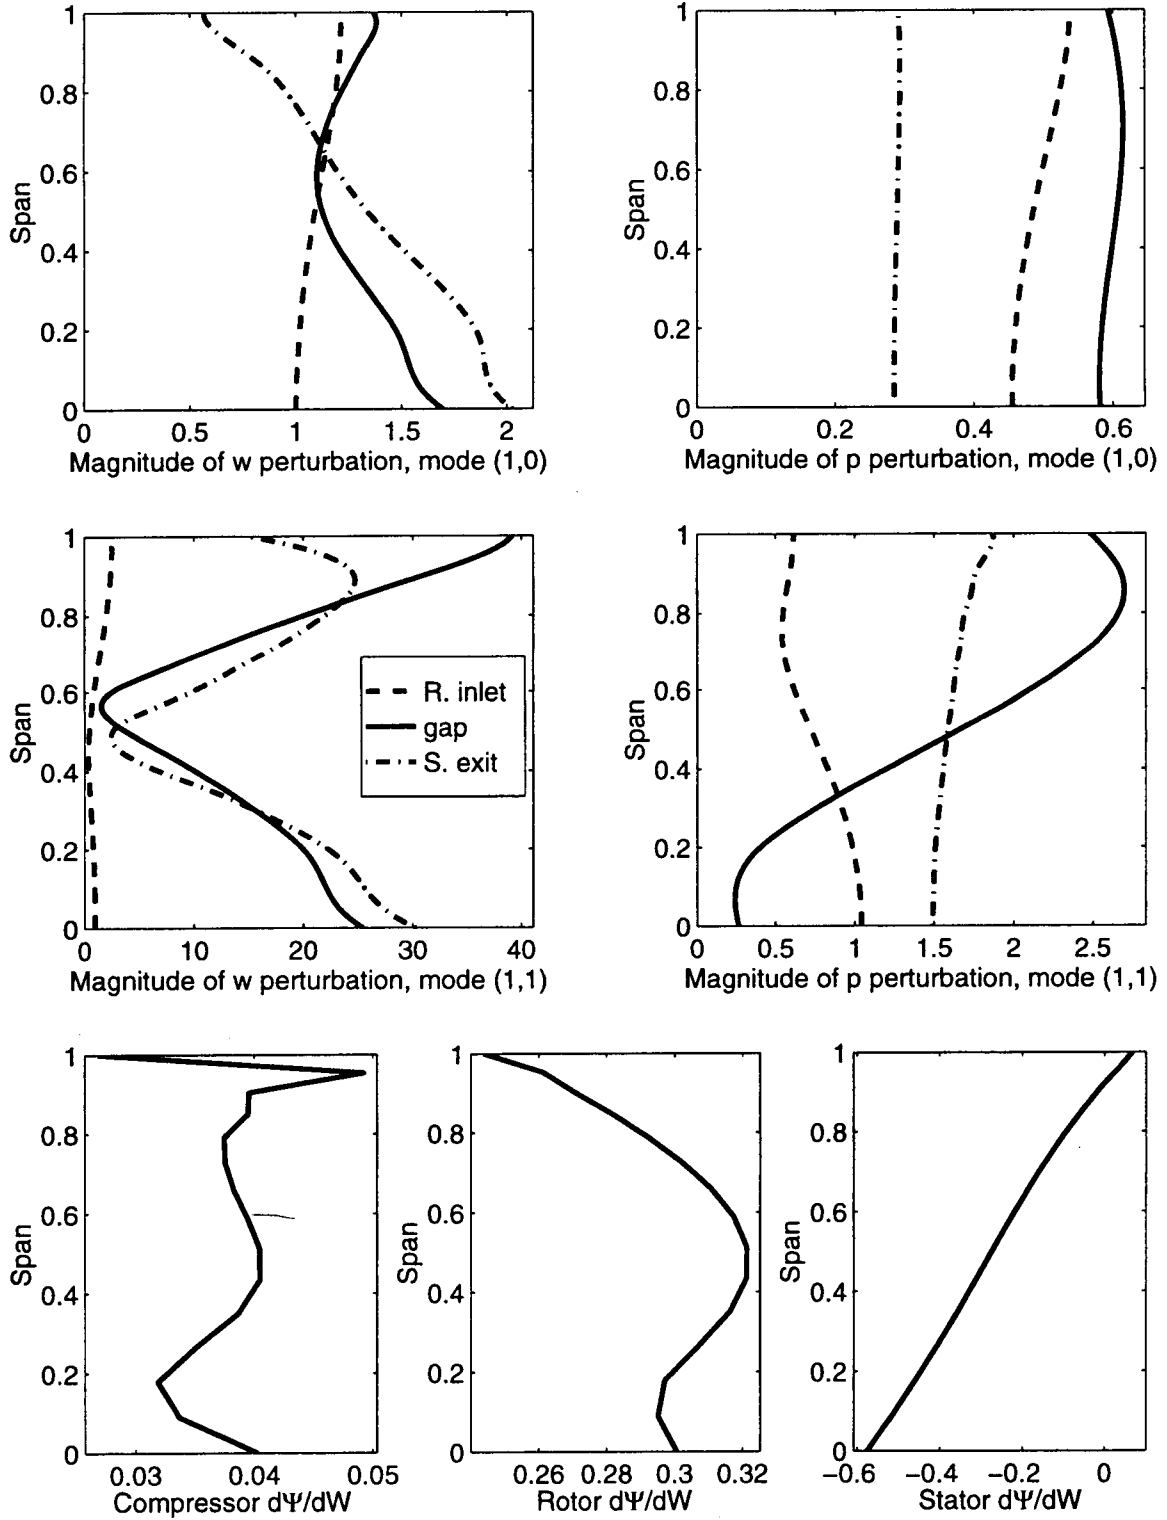 1
0.8
0.6
0.4
0.2
0
Span
0 0.5 1 1.5 2
Magnitude of w perturbation, mode (1,0)
1
0.8
0.6
0.4
0.2
0
Span
0 0.2 0.4 0.6
Magnitude of p perturbation, mode (1,0)
1
0.8
0.6
0.4
0.2
0
Span
R. inlet
gap
S. exit
0 10 20 30 40
Magnitude of w perturbation, mode (1,1)
1
0.8
0.6
0.4
0.2
0
Span
0 0.5 1 1.5 2 2.5
Magnitude of p perturbation, mode (1,1)
1
0.8
0.6
0.4
0.2
0
Span
0.03 0.04 0.05
Compressor dΨ/dW
1
0.8
0.6
0.4
0.2
0
Span
0.26 0.28 0.3 0.32
Rotor dΨ/dW
1
0.8
0.6
0.4
0.2
0
Span
−0.6 −0.4 −0.2 0
Stator dΨ/dW